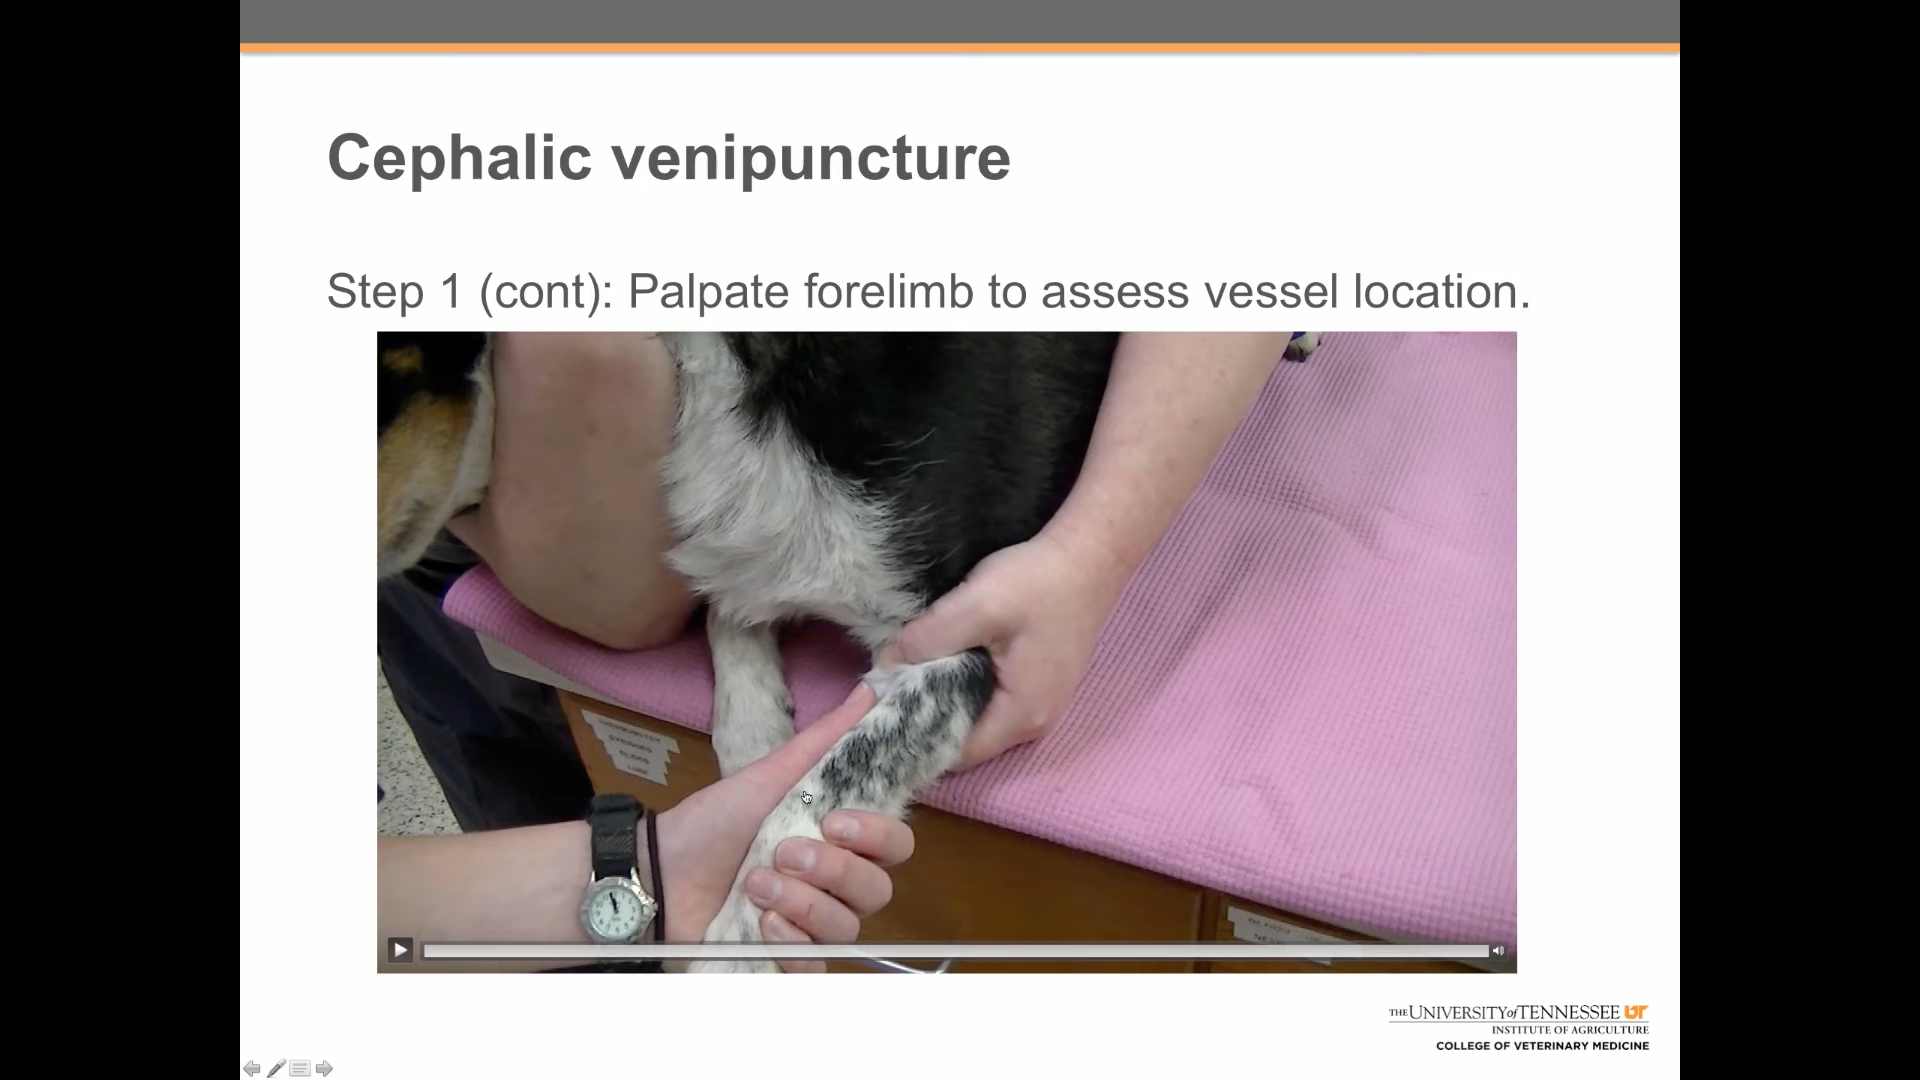 Cephalic venipuncture
Step 1 (cont): Palpate forelimb to assess vessel location.
THE UNIVERSITY of TENNESSEE UT
INSTITUTE OF AGRICULTURE
COLLEGE OF VETERINARY MEDICINE